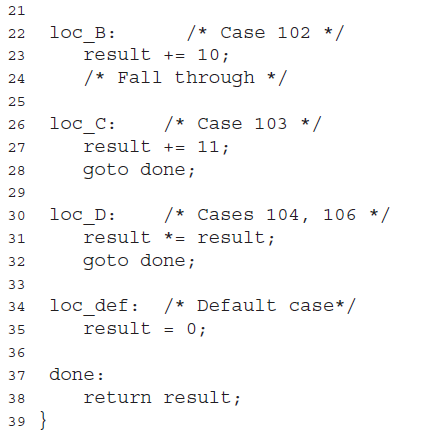 21
22 loc_B: /* Case 102 */
23 result += 10;
24 /* Fall through */
25
26 loc_C: /* Case 103 */
27 result += 11;
28 goto done;
29
30 loc_D: /* Cases 104, 106 */
31 result *= result;
32 goto done;
33
34 loc_def: /* Default case*/
35 result = 0;
36
37 done:
38 return result;
39 }